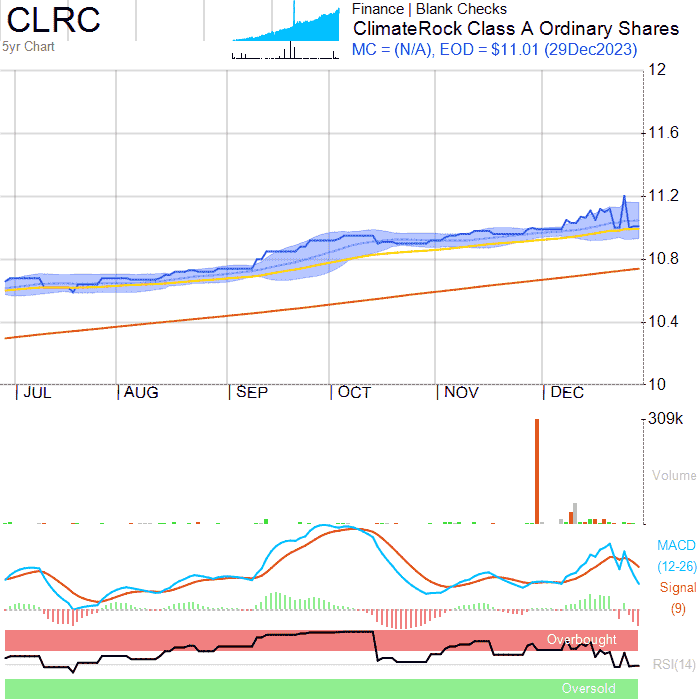 CLRC
5yr Chart
Finance | Blank Checks
ClimateRock Class A Ordinary Shares
MC = (N/A), EOD = $11.01 (29Dec2023)
12
11.6
11.2
10.8
10.4
10
JUL AUG SEP OCT NOV DEC
309k
Volume
MACD
(12-26)
Signal
(9)
Overbought
RSI(14)
Oversold